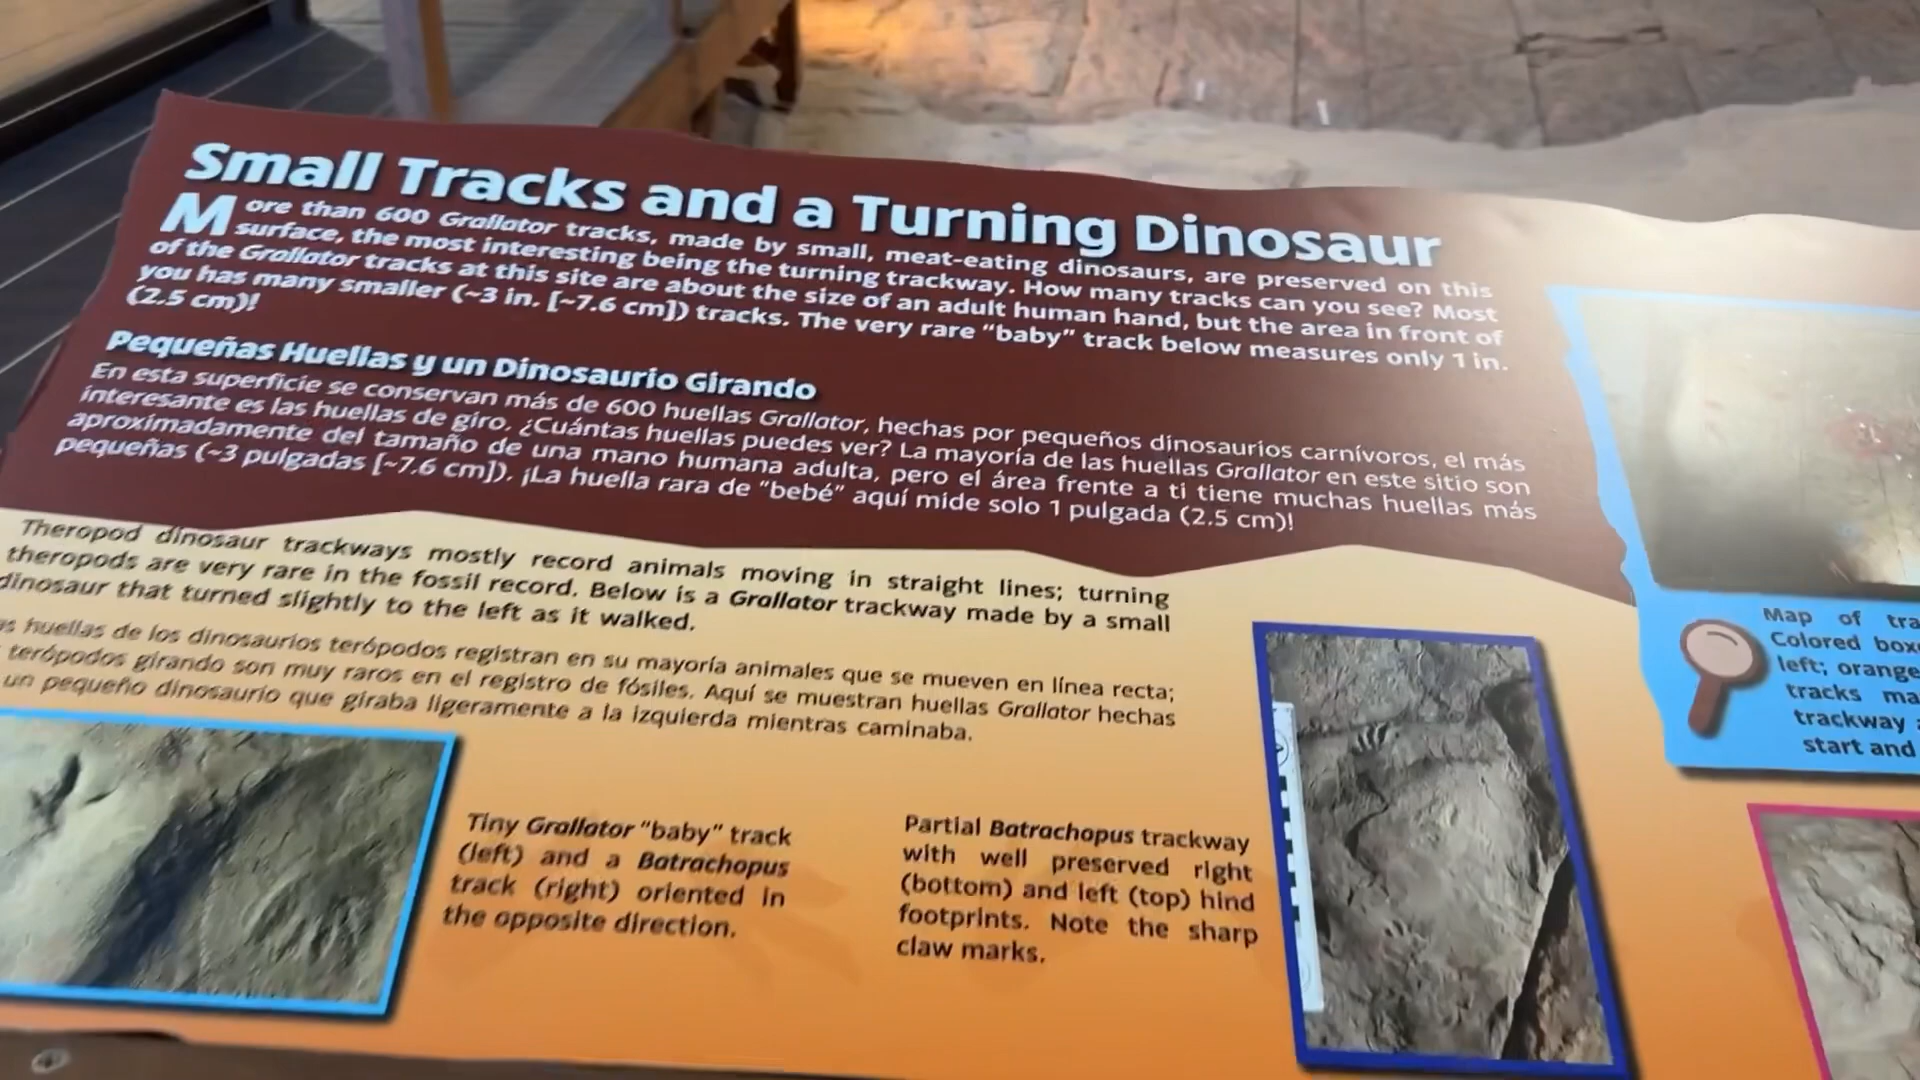 Small Tracks and a Turning Dinosaur
More than 600 Grallator tracks, made by small, meat-eating dinosaurs, are preserved on this
surface, the most interesting being the turning trackway. How many tracks can you see? Most
of the Grallator tracks at this site are about the size of an adult human hand, but the area in front of
you has many smaller (~3 in. [~7.6 cm]) tracks. The very rare “baby” track below measures only 1 in.
(2.5 cm)!
Pequeñas Huellas y un Dinosaurio Girando
En esta superficie se conservan más de 600 huellas Grallator, hechas por pequeños dinosaurios carnívoros, el más
interesante es las huellas de giro. ¿Cuántas huellas puedes ver? La mayoría de las huellas Grallator en este sitio son
aproximadamente del tamaño de una mano humana adulta, pero el área frente a ti tiene muchas huellas más
pequeñas (~3 pulgadas [~7.6 cm]). ¡La huella rara de “bebé” aquí mide solo 1 pulgada (2.5 cm)!
Theropod dinosaur trackways mostly record animals moving in straight lines; turning
theropods are very rare in the fossil record. Below is a Grallator trackway made by a small
dinosaur that turned slightly to the left as it walked.
huellas de los dinosaurios terópodos registran en su mayoría animales que se mueven en línea recta;
terópodos girando son muy raros en el registro de fósiles. Aquí se muestran huellas Grallator hechas
un pequeño dinosaurio que giraba ligeramente a la izquierda mientras caminaba.
Tiny Grallator “baby” track
(left) and a Batrachopus
track (right) oriented in
the opposite direction.
Partial Batrachopus trackway
with well preserved right
(bottom) and left (top) hind
footprints. Note the sharp
claw marks.
Map of tra
Colored boxe
left; orange
tracks ma
trackway
start and